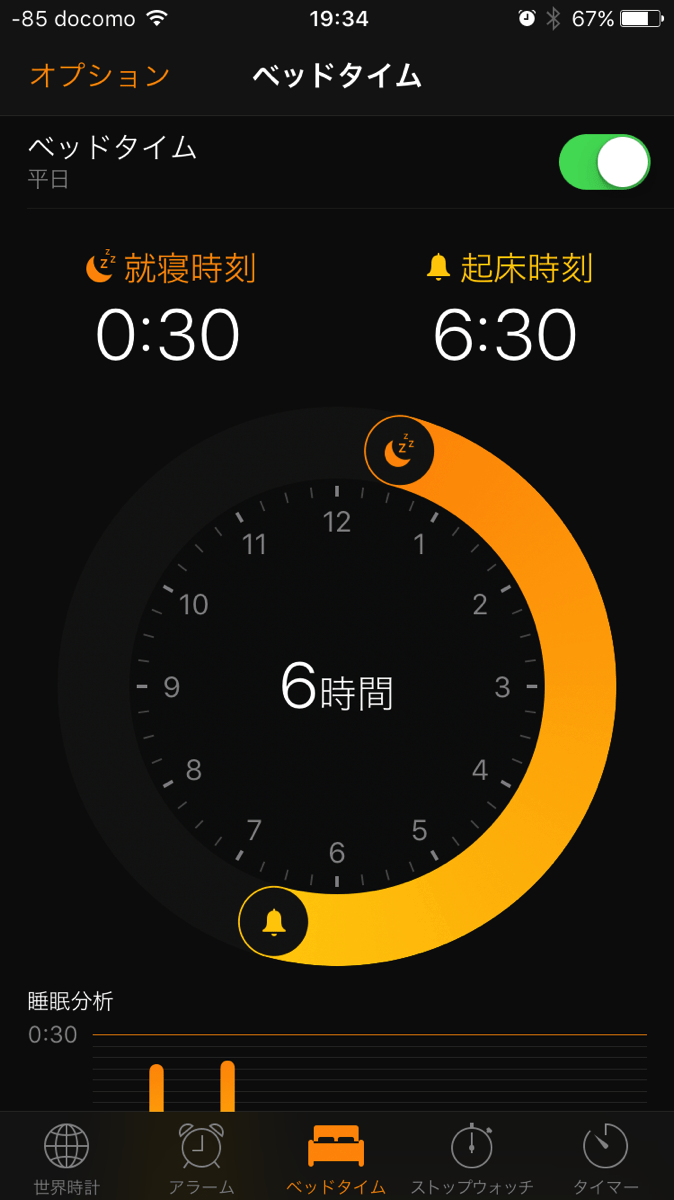 -85 docomo 19:34 67%
オプション ベッドタイム
ベッドタイム
平日
就寝時刻 起床時刻
0:30 6:30
12
11 1
10 2
9 6時間 3
8 4
7 5
6
睡眠分析
0:30
世界時計 アラーム ベッドタイム ストップウォッチ タイマー